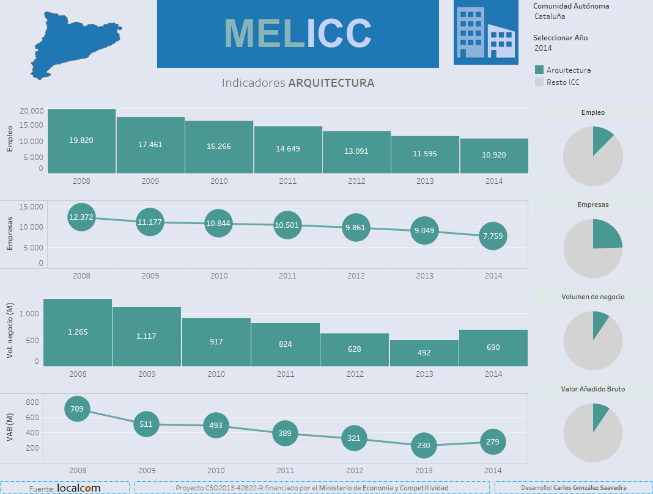 MELICC
Comunidad Autónoma
Cataluña
Seleccionar Año
2014
Arquitectura
Resto ICC
Indicadores ARQUITECTURA
Empleo
20.000
15.000
10.000
5.000
0
19.820
17.461
16.266
14.649
13.091
11.595
10.920
2008 2009 2010 2011 2012 2013 2014
Empleo
Empresas
15.000
10.000
5.000
0
12.372
11.177
10.844
10.501
9.861
9.049
7.759
2008 2009 2010 2011 2012 2013 2014
Empresas
Vol. negocio (M)
1.000
500
0
1.265
1.117
917
824
628
492
690
2008 2009 2010 2011 2012 2013 2014
Volumen de negocio
VAB (M)
800
600
400
200
709
511
493
389
321
230
279
2008 2009 2010 2011 2012 2013 2014
Valor Añadido Bruto
Fuente: localcom
Proyecto CSO2013-42822-R financiado por el Ministerio de Economía y Competitividad
Desarrollo: Carlos González Saavedra